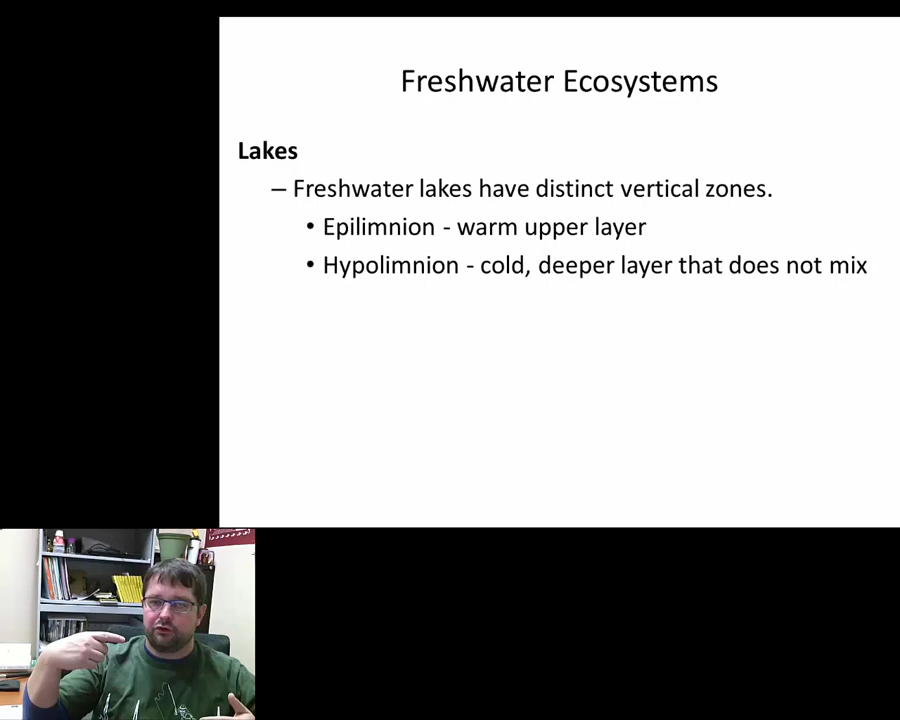 Freshwater Ecosystems
Lakes
– Freshwater lakes have distinct vertical zones.
• Epilimnion - warm upper layer
• Hypolimnion - cold, deeper layer that does not mix